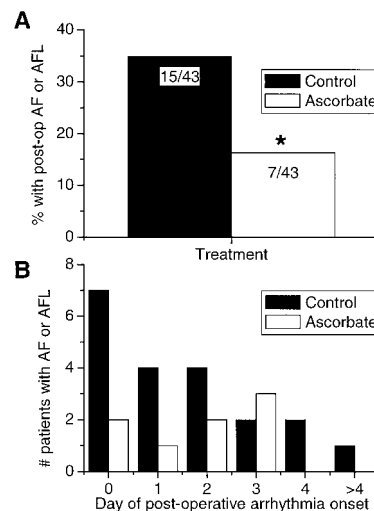 A
% with post-op AF or AFL
40
30
20
10
0
15/43
*
7/43
Control
Ascorbate
Treatment
B
# patients with AF or AFL
8
6
4
2
0
Control
Ascorbate
0 1 2 3 4 >4
Day of post-operative arrhythmia onset